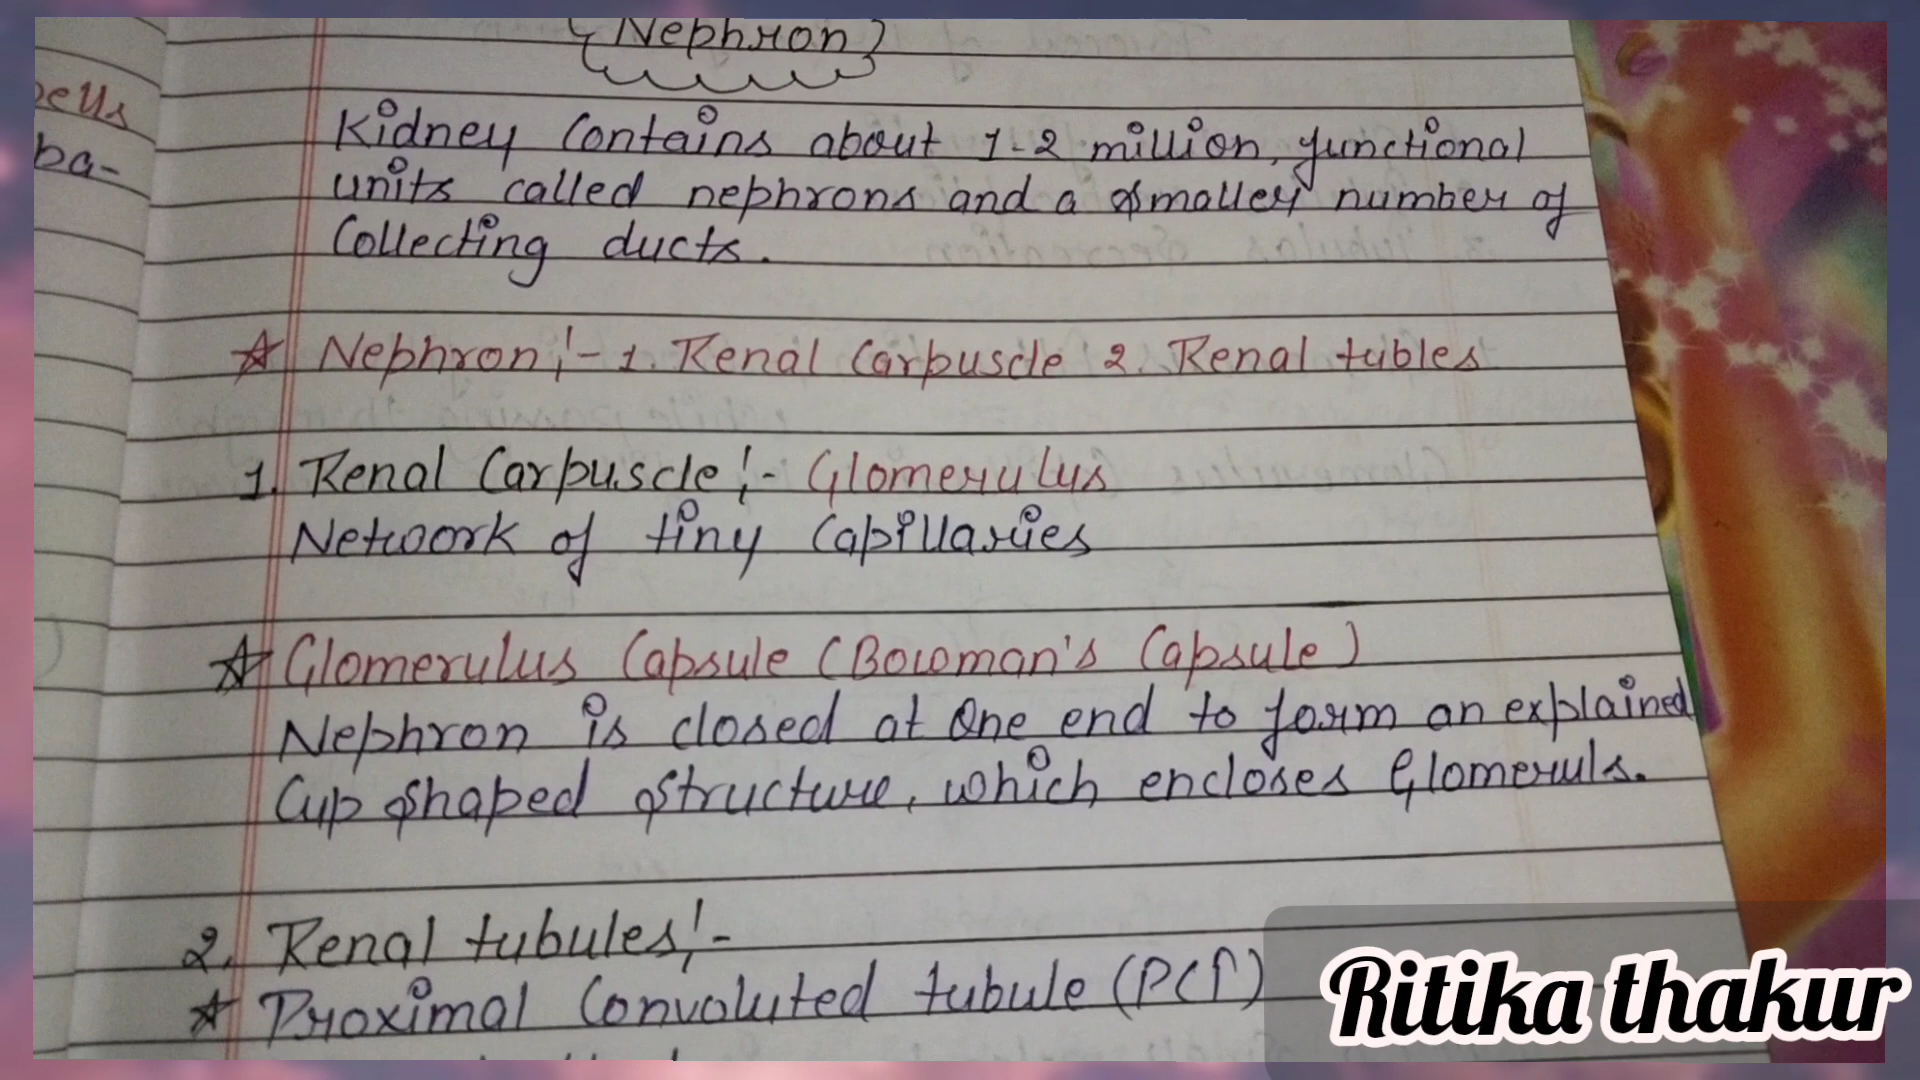 {Nephron}
Kidney Contains about 1-2 million, functional
units called nephrons and a smaller number of
Collecting ducts.
☆ Nephron:- 1. Renal Carpuscle 2. Renal tubles
1. Renal Carpuscle:- Glomerulus
Network of tiny Capillaries
☆ Glomerulus Capsule (Bowman's Capsule)
Nephron is closed at One end to form an explained
Cup shaped structure, which encloses Glomeruls.
2. Renal tubules:-
☆ Proximal Convoluted tubule (PCT)
ba-
Ritika thakur